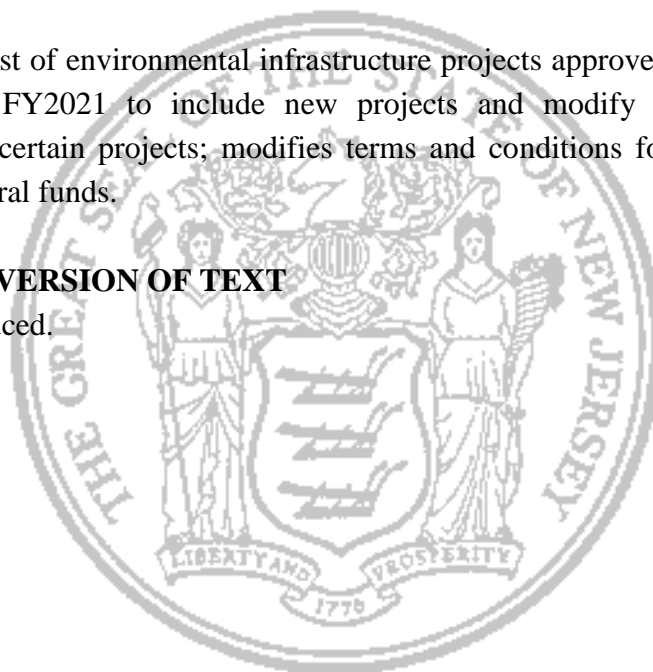 st of environmental infrastructure projects approve
FY2021 to include new projects and modify
certain projects; modifies terms and conditions fo
ral funds.
VERSION OF TEXT
ced.
THE GREAT SEAL OF THE STATE OF NEW JERSEY
LIBERTY AND PROSPERITY
1776